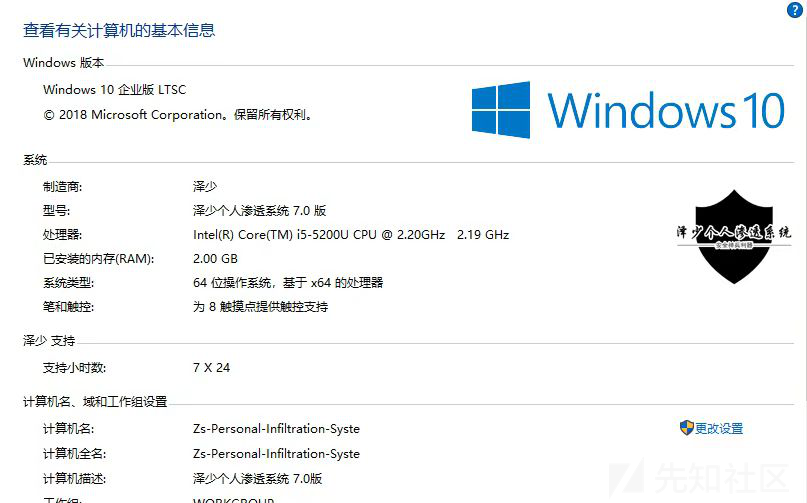 ?
查看有关计算机的基本信息
Windows 版本
Windows 10 企业版 LTSC
© 2018 Microsoft Corporation。保留所有权利。
Windows 10
系统
制造商: 泽少
型号: 泽少个人渗透系统 7.0 版
处理器: Intel(R) Core(TM) i5-5200U CPU @ 2.20GHz 2.19 GHz
已安装的内存(RAM): 2.00 GB
系统类型: 64 位操作系统，基于 x64 的处理器
笔和触控: 为 8 触摸点提供触控支持
泽少个人渗透系统
泽少 支持
支持小时数: 7 X 24
计算机名、域和工作组设置
计算机名: Zs-Personal-Infiltration-Syste
更改设置
计算机全名: Zs-Personal-Infiltration-Syste
计算机描述: 泽少个人渗透系统 7.0版
工作组: WORKGROUP
先知社区